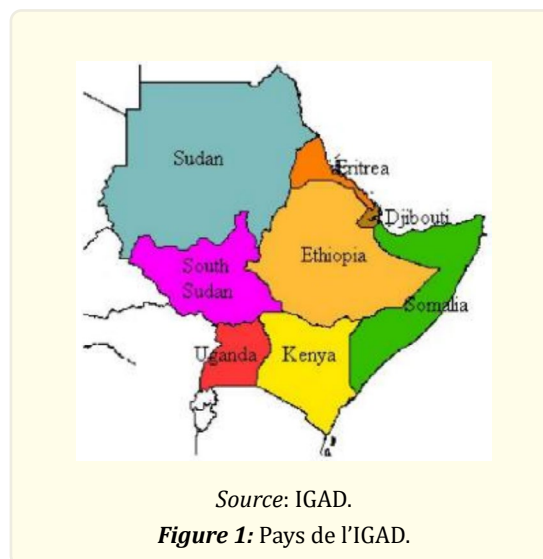 Sudan
Eritrea
Djibouti
Ethiopia
South
Sudan
Somalia
Uganda
Kenya
Source: IGAD.
Figure 1: Pays de l’IGAD.